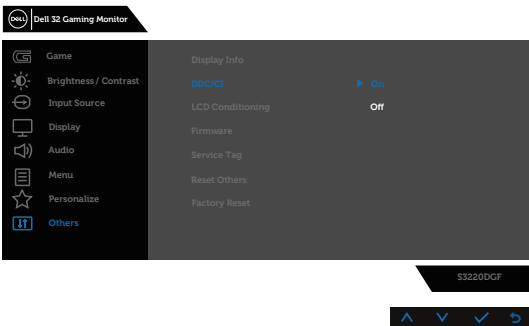 DELL Dell 32 Gaming Monitor
Game
Brightness / Contrast
Input Source
Display
Audio
Menu
Personalize
Others
Display Info
DDC/CI On
LCD Conditioning Off
Firmware
Service Tag
Reset Others
Factory Reset
S3220DGF